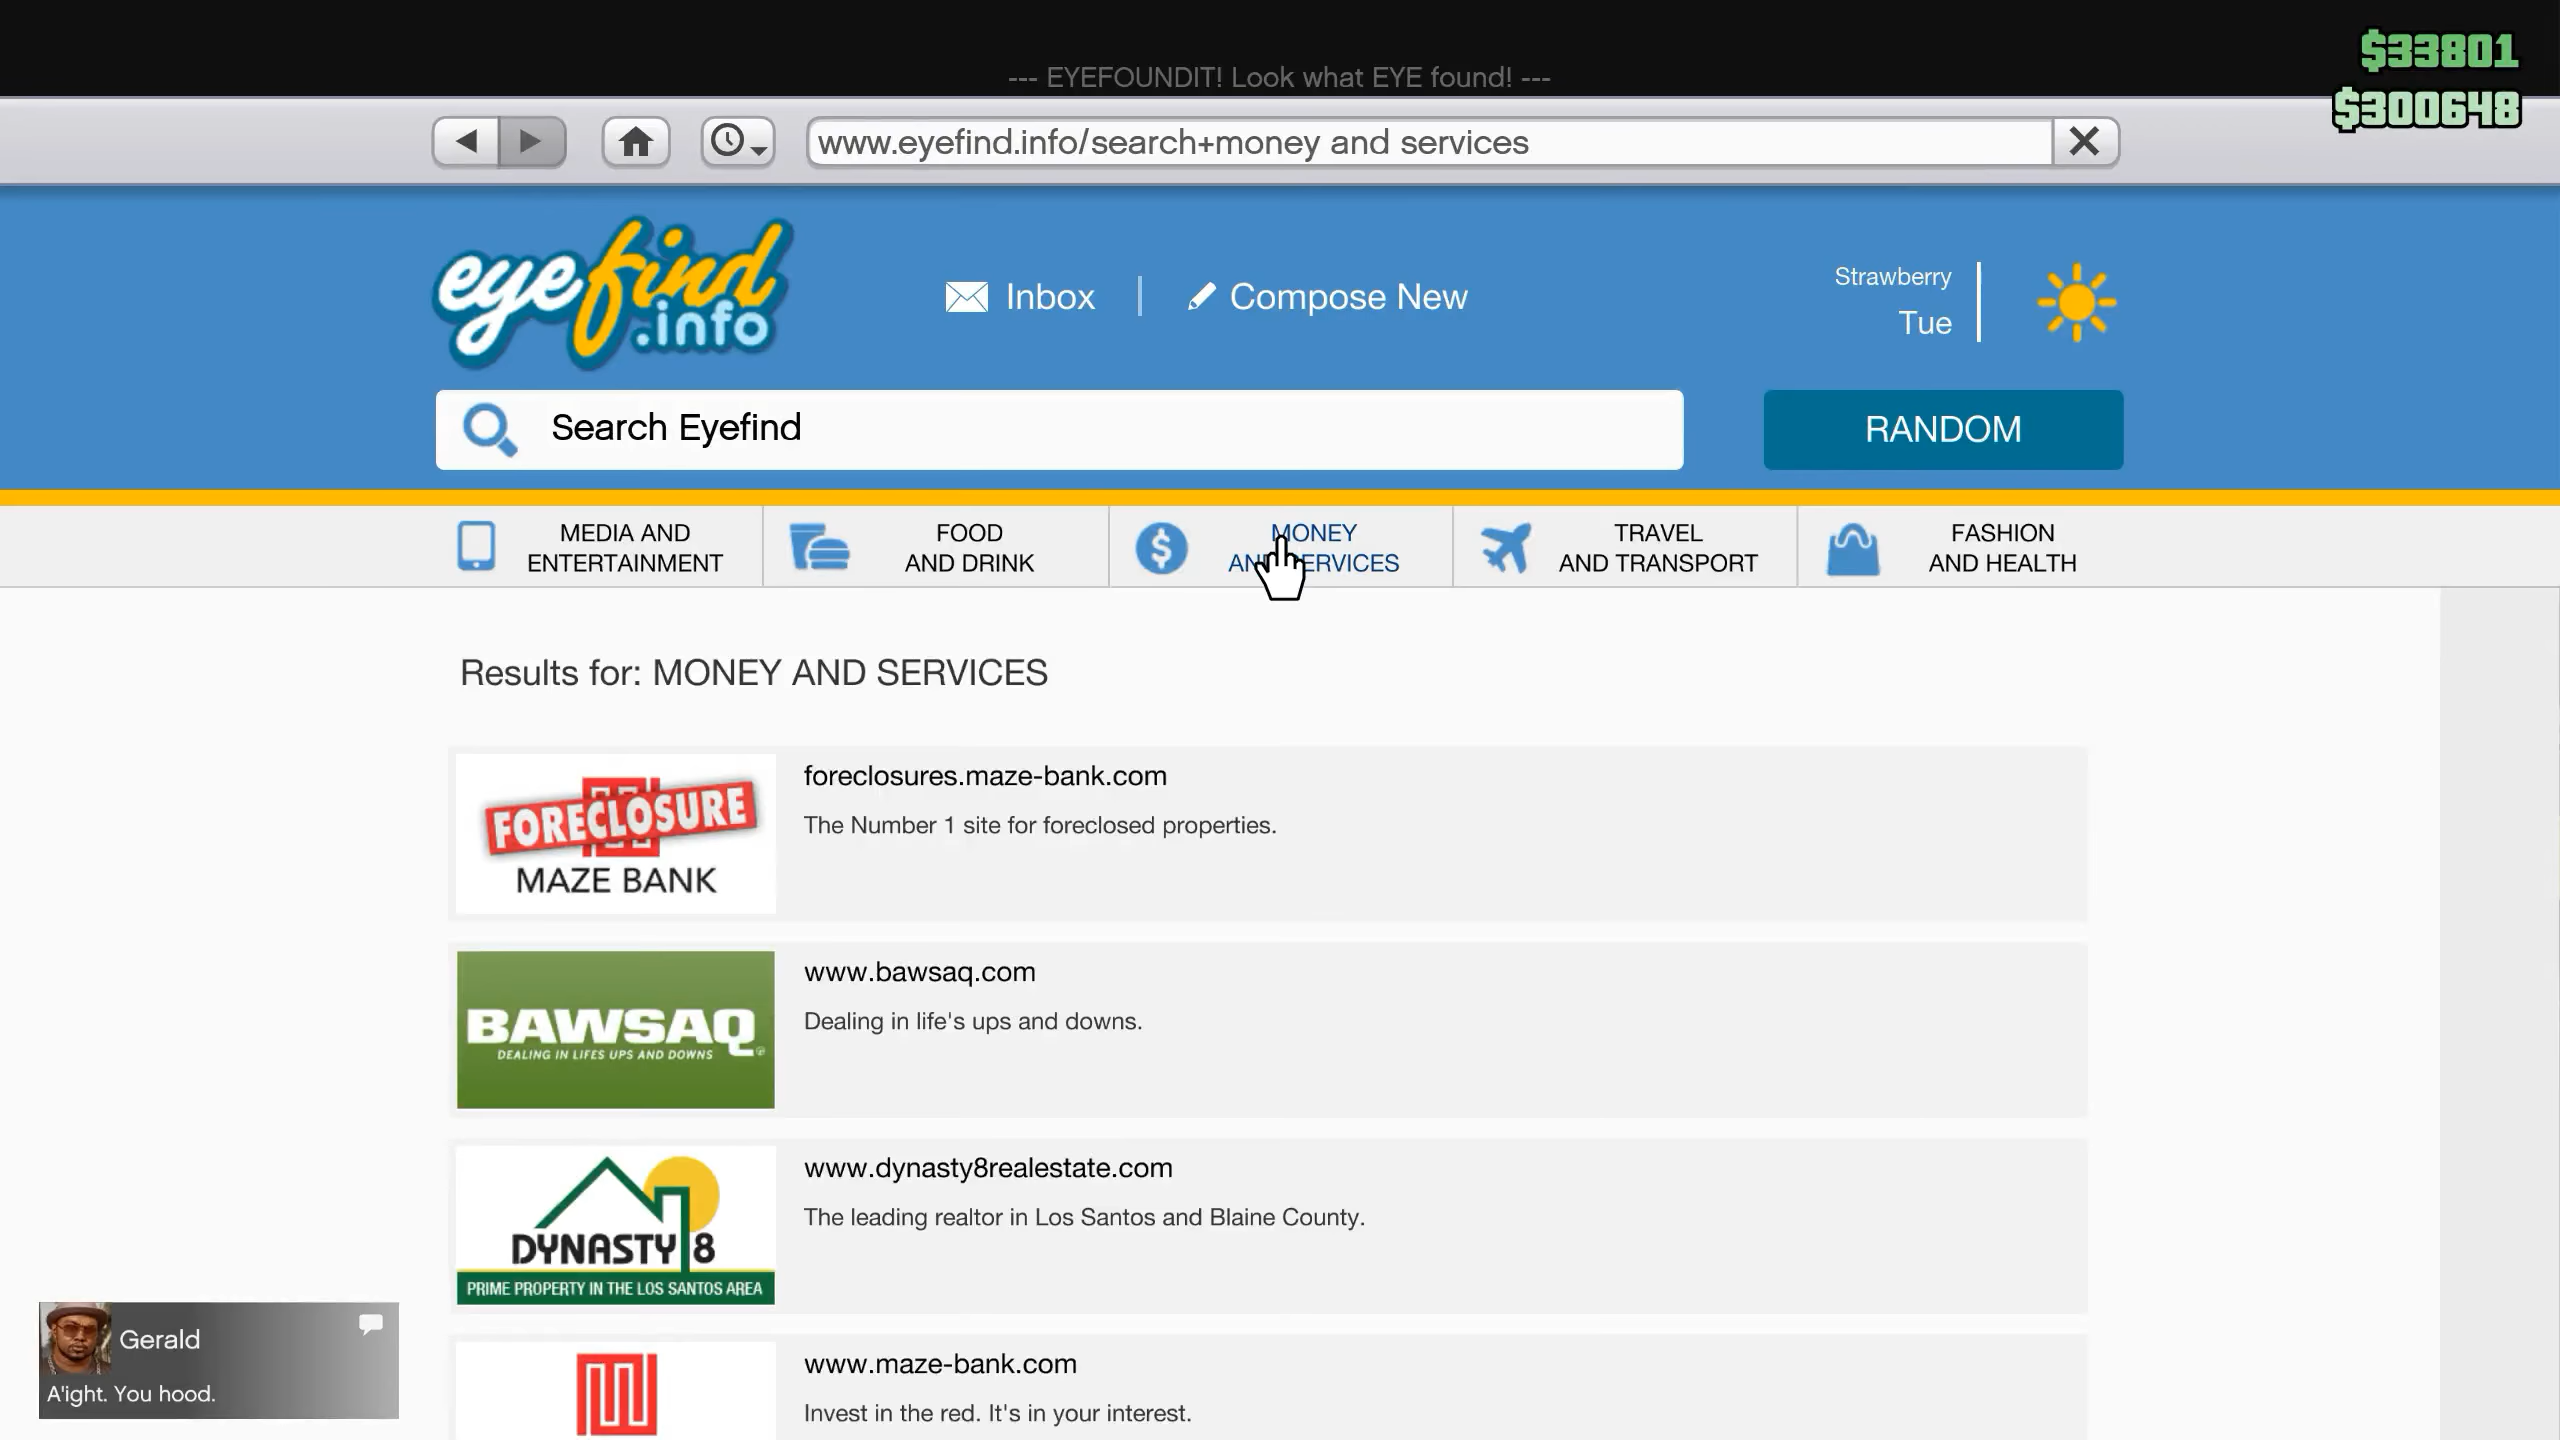 $33801
--- EYEFOUNDIT! Look what EYE found! ---
$300648
www.eyefind.info/search+money and services
eyefind
.info
Inbox
Compose New
Strawberry
Tue
Search Eyefind
RANDOM
MEDIA AND
ENTERTAINMENT
FOOD
AND DRINK
MONEY
AND SERVICES
TRAVEL
AND TRANSPORT
FASHION
AND HEALTH
Results for: MONEY AND SERVICES
FORECLOSURE
MAZE BANK
foreclosures.maze-bank.com
The Number 1 site for foreclosed properties.
BAWSAQ
DEALING IN LIFES UPS AND DOWNS
www.bawsaq.com
Dealing in life's ups and downs.
DYNASTY 8
PRIME PROPERTY IN THE LOS SANTOS AREA
www.dynasty8realestate.com
The leading realtor in Los Santos and Blaine County.
www.maze-bank.com
Invest in the red. It's in your interest.
Gerald
A'ight. You hood.